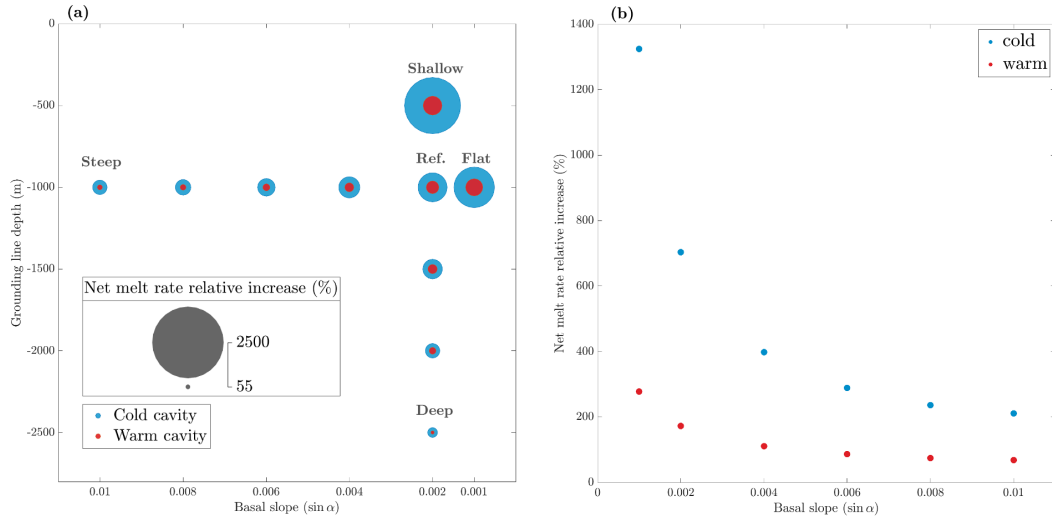 (a)
0
-500
-1000
-1500
-2000
-2500
Grounding line depth (m)
Shallow
Steep
Ref.
Flat
Deep
Net melt rate relative increase (%)
2500
55
Cold cavity
Warm cavity
0.01
0.008
0.006
0.004
0.002
0.001
Basal slope (sin α)
(b)
1400
1200
1000
800
600
400
200
0
Net melt rate relative increase (%)
cold
warm
0
0.002
0.004
0.006
0.008
0.01
Basal slope (sin α)